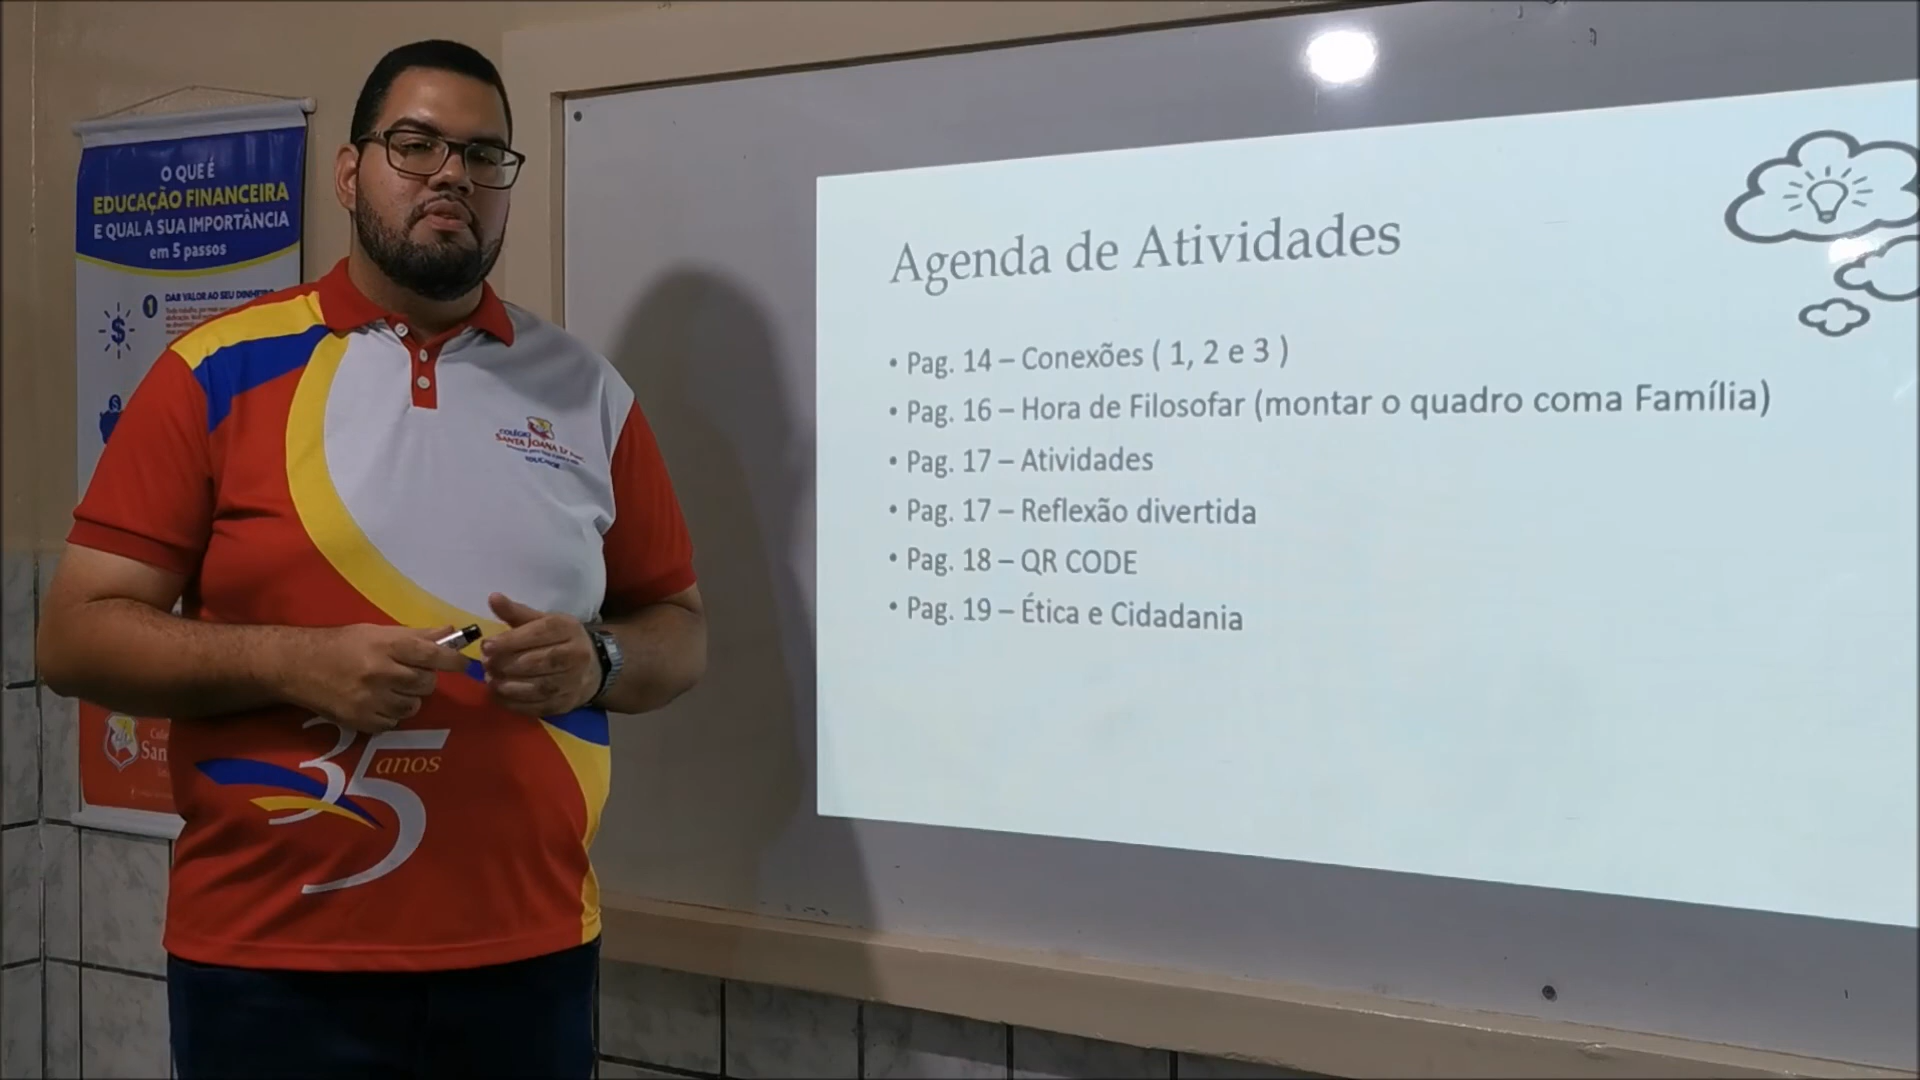 O QUE É
EDUCAÇÃO FINANCEIRA
E QUAL A SUA IMPORTÂNCIA
em 5 passos
1 DAR VALOR AO SEU DINHEIRO
$
$
San
COLÉGIO
SANTA JOANA D'
EDUCADOR
35 anos
Agenda de Atividades
• Pag. 14 – Conexões ( 1, 2 e 3 )
• Pag. 16 – Hora de Filosofar (montar o quadro coma Família)
• Pag. 17 – Atividades
• Pag. 17 – Reflexão divertida
• Pag. 18 – QR CODE
• Pag. 19 – Ética e Cidadania